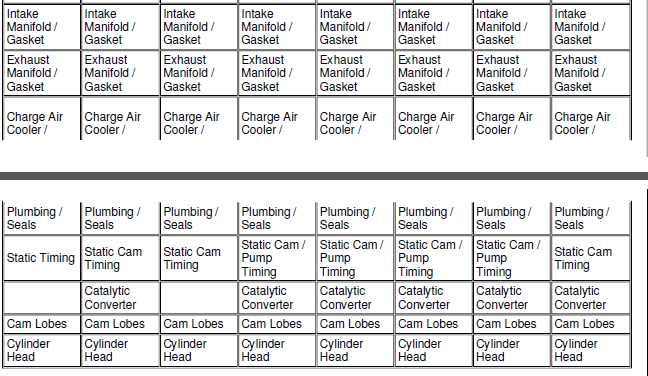 Intake Intake Intake Intake Intake Intake Intake Intake
Manifold / Manifold / Manifold / Manifold / Manifold / Manifold / Manifold / Manifold /
Gasket Gasket Gasket Gasket Gasket Gasket Gasket Gasket
Exhaust Exhaust Exhaust Exhaust Exhaust Exhaust Exhaust Exhaust
Manifold / Manifold / Manifold / Manifold / Manifold / Manifold / Manifold / Manifold /
Gasket Gasket Gasket Gasket Gasket Gasket Gasket Gasket
Charge Air Charge Air Charge Air Charge Air Charge Air Charge Air Charge Air Charge Air
Cooler / Cooler / Cooler / Cooler / Cooler / Cooler / Cooler / Cooler /
Plumbing / Plumbing / Plumbing / Plumbing / Plumbing / Plumbing / Plumbing / Plumbing /
Seals Seals Seals Seals Seals Seals Seals Seals
Static Cam / Static Cam / Static Cam / Static Cam /
Static Cam Static Cam Static Cam
Static Timing Pump Pump Pump Pump
Timing Timing Timing
Timing Timing Timing Timing
Catalytic Catalytic Catalytic Catalytic Catalytic Catalytic
Converter Converter Converter Converter Converter Converter
Cam Lobes Cam Lobes Cam Lobes Cam Lobes Cam Lobes Cam Lobes Cam Lobes Cam Lobes
Cylinder Cylinder Cylinder Cylinder Cylinder Cylinder Cylinder Cylinder
Head Head Head Head Head Head Head Head